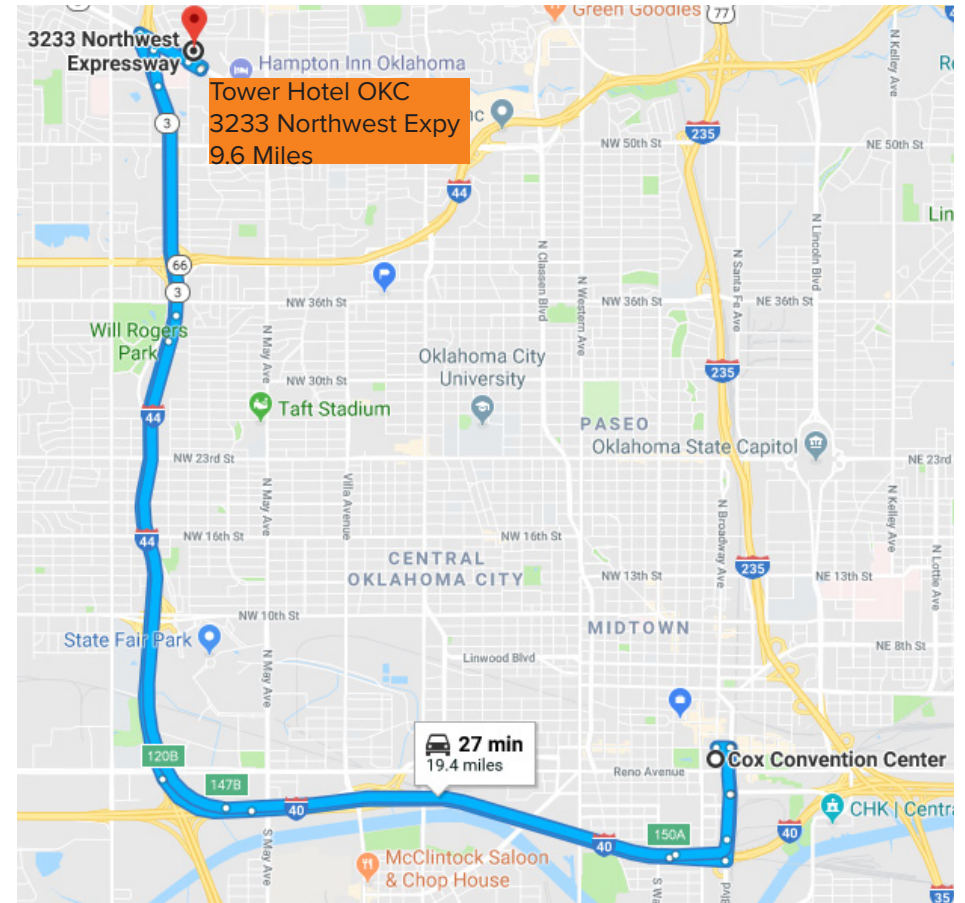 Green Goodies
77
N Kelley Ave
3233 Northwest
Expressway
Hampton Inn Oklahoma
Tower Hotel OKC
3233 Northwest Expy
9.6 Miles
3
235
NW 50th St
NE 50th St
44
N Classen Blvd
N Western Ave
N Santa Fe Ave
N Lincoln Blvd
66
3
NW 36th St
NW 36th St
NE 36th St
Will Rogers
Park
N May Ave
Oklahoma City
University
235
NW 30th St
Taft Stadium
PASEO
44
Oklahoma State Capitol
NW 23rd St
NE 23rd
N May Ave
Villa Avenue
N Broadway Ave
N Kelley Ave
44
NW 16th St
NW 16th St
CENTRAL
OKLAHOMA CITY
235
NW 13th St
NE 13th St
N Lottie Ave
NW 10th St
State Fair Park
MIDTOWN
NE 8th St
Linwood Blvd
N May Ave
120B
27 min
19.4 miles
Cox Convention Center
Reno Avenue
147B
40
CHK | Centra
S May Ave
150A
40
40
McClintock Saloon
& Chop House
35